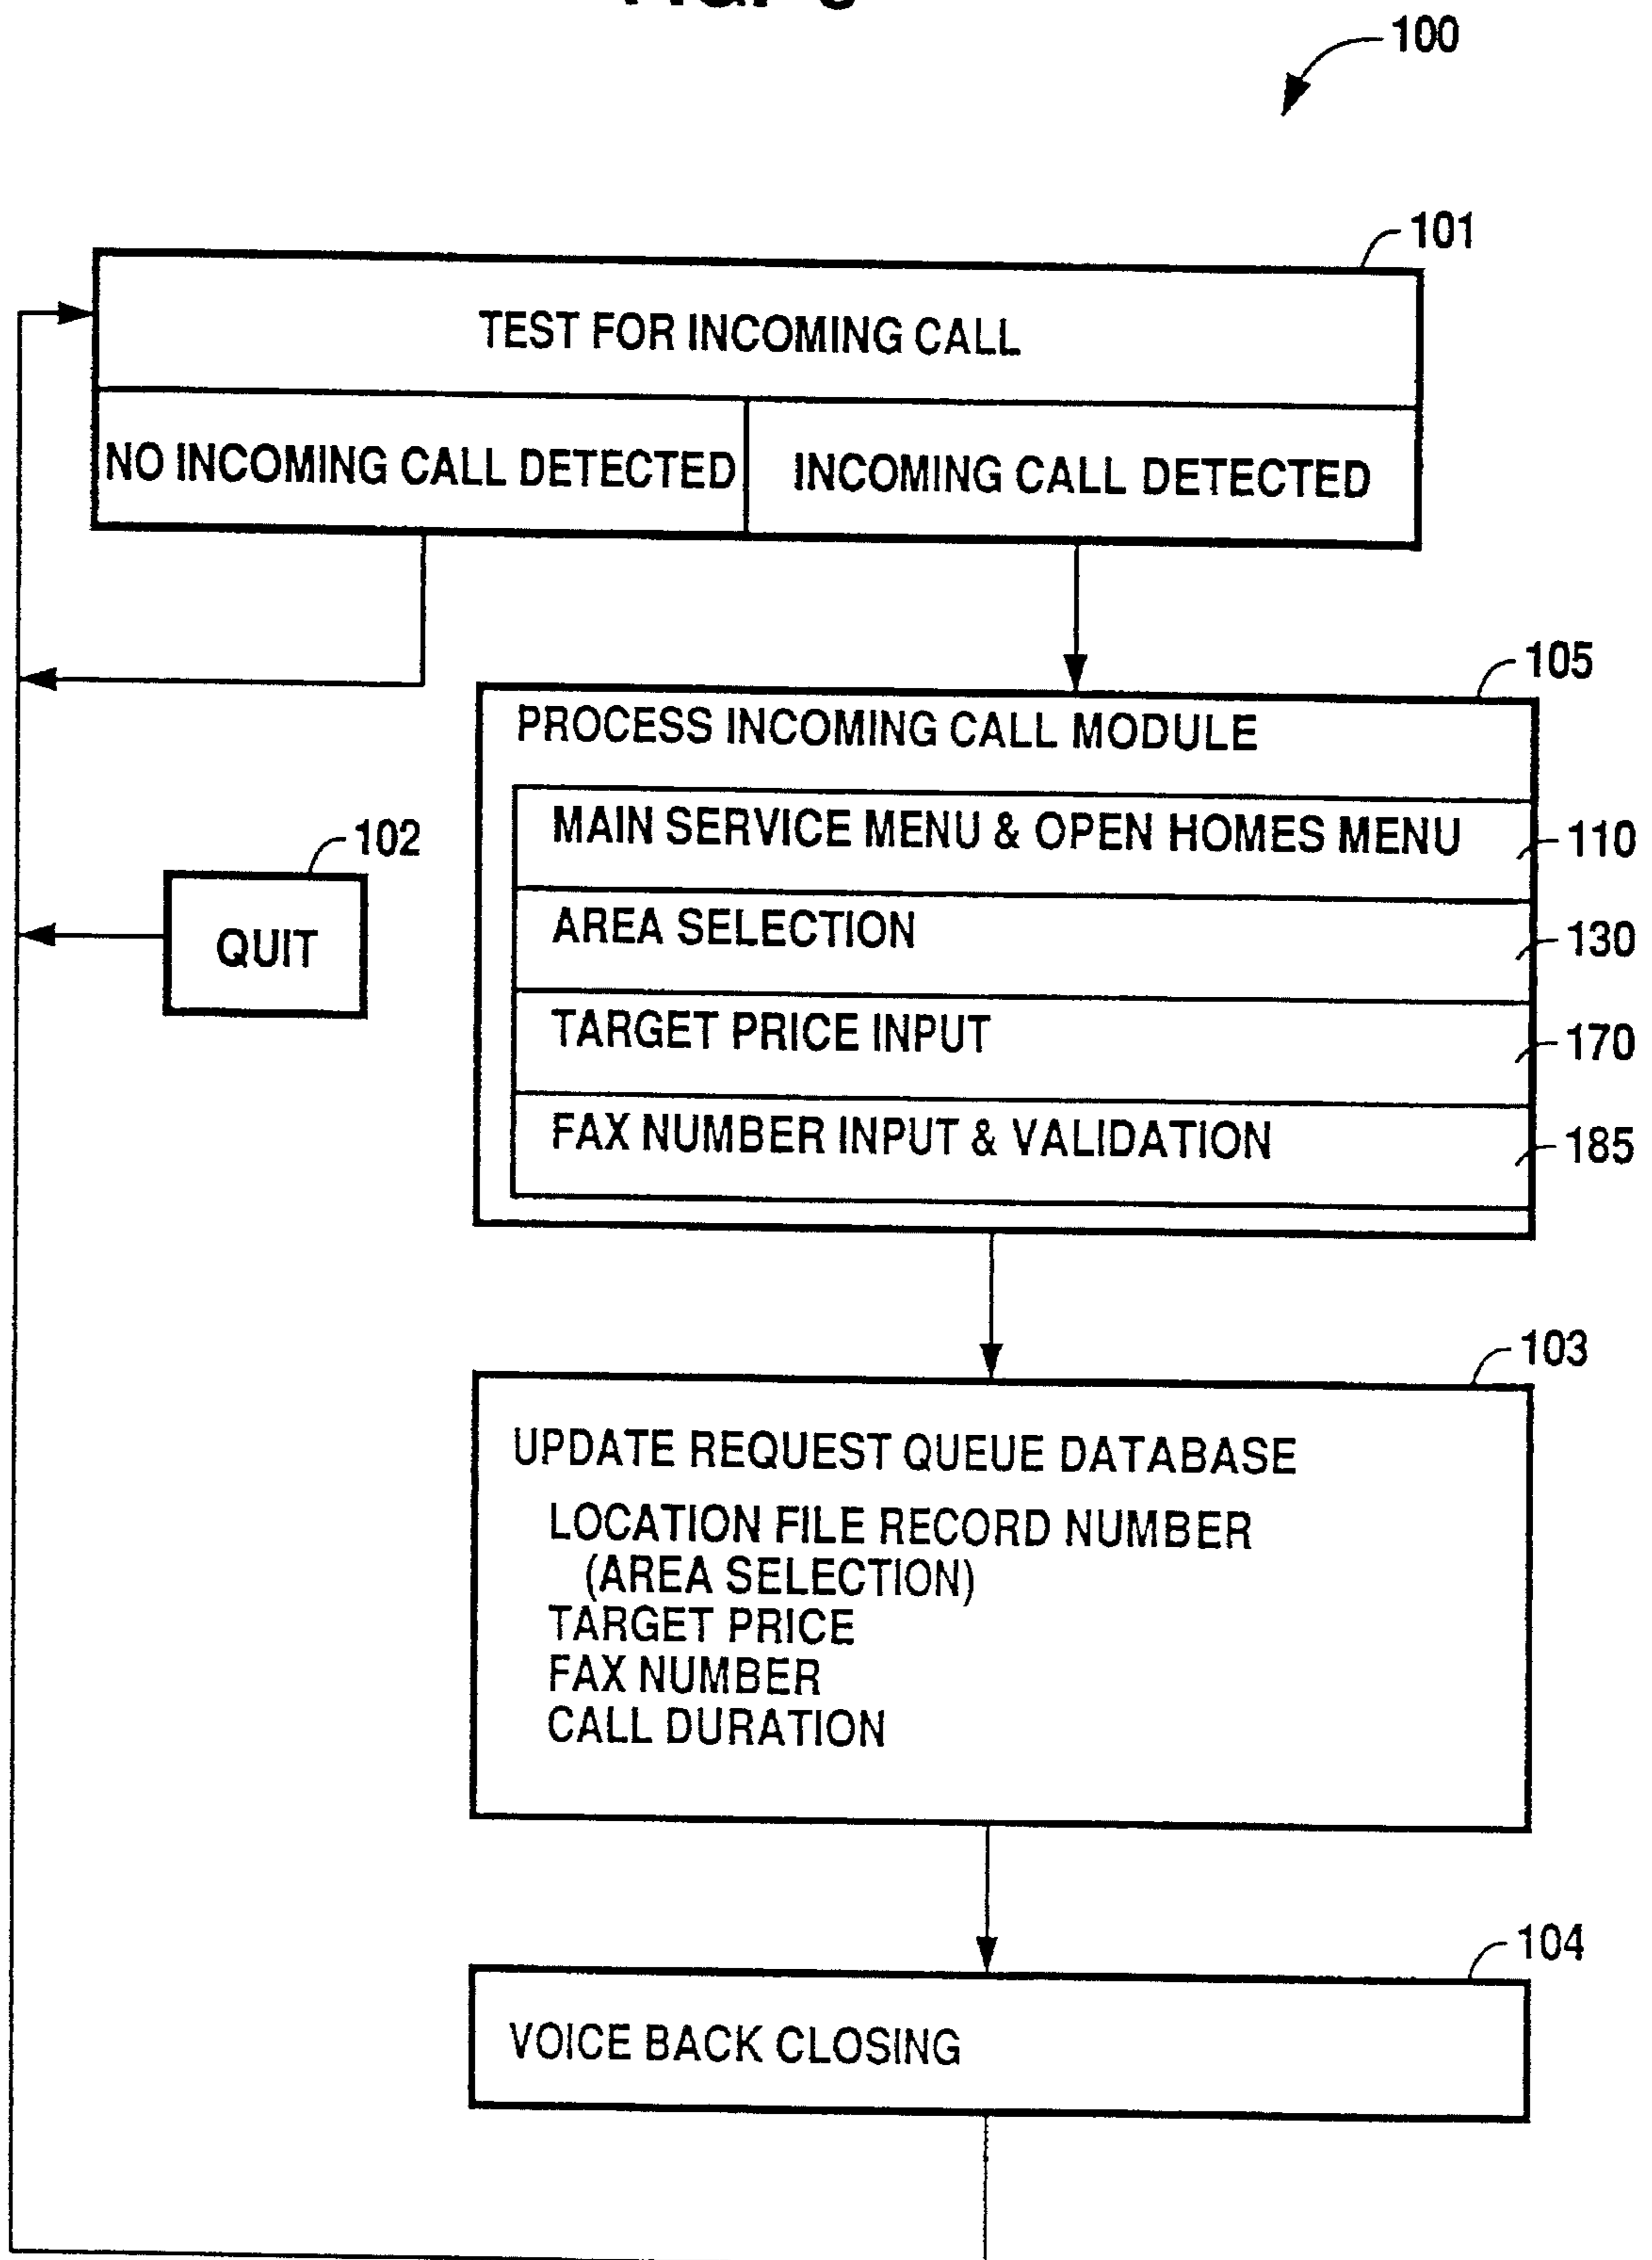 100
101
TEST FOR INCOMING CALL
NO INCOMING CALL DETECTED
INCOMING CALL DETECTED
105
PROCESS INCOMING CALL MODULE
MAIN SERVICE MENU & OPEN HOMES MENU
110
102
QUIT
AREA SELECTION
130
TARGET PRICE INPUT
170
FAX NUMBER INPUT & VALIDATION
185
103
UPDATE REQUEST QUEUE DATABASE
LOCATION FILE RECORD NUMBER
(AREA SELECTION)
TARGET PRICE
FAX NUMBER
CALL DURATION
104
VOICE BACK CLOSING